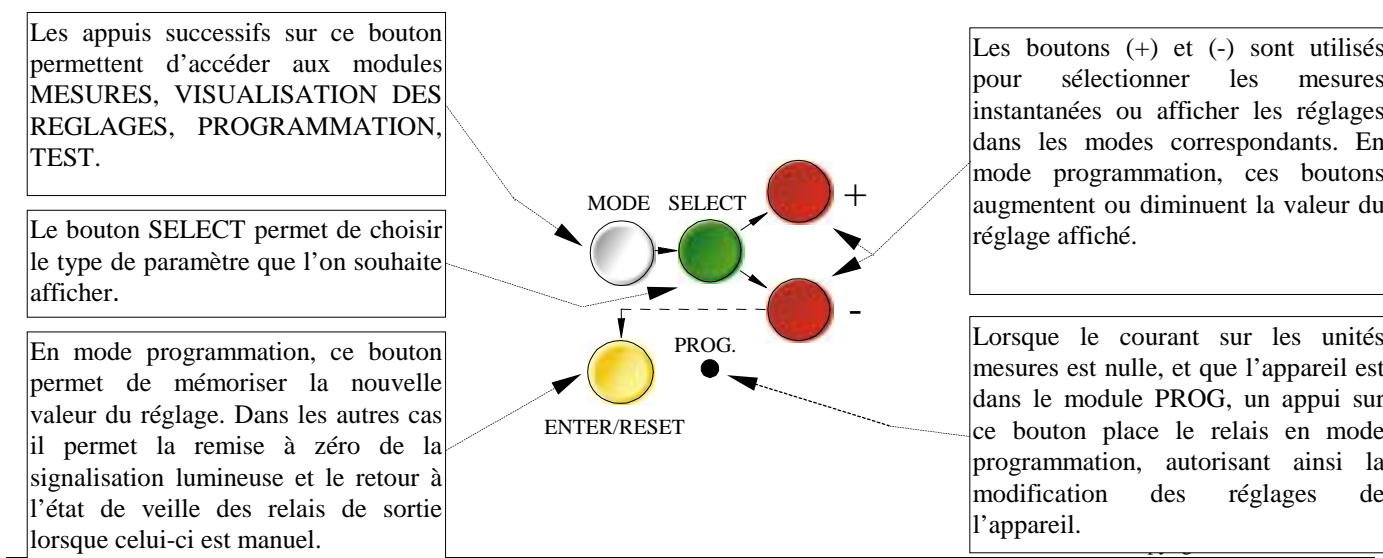 Les appuis successifs sur ce bouton
permettent d’accéder aux modules
MESURES, VISUALISATION DES
REGLAGES, PROGRAMMATION,
TEST.
Le bouton SELECT permet de choisir
le type de paramètre que l’on souhaite
afficher.
En mode programmation, ce bouton
permet de mémoriser la nouvelle
valeur du réglage. Dans les autres cas
il permet la remise à zéro de la
signalisation lumineuse et le retour à
l’état de veille des relais de sortie
lorsque celui-ci est manuel.
MODE SELECT
+
-
PROG.
ENTER/RESET
Les boutons (+) et (-) sont utilisés
pour sélectionner les mesures
instantanées ou afficher les réglages
dans les modes correspondants. En
mode programmation, ces boutons
augmentent ou diminuent la valeur du
réglage affiché.
Lorsque le courant sur les unités
mesures est nulle, et que l’appareil est
dans le module PROG, un appui sur
ce bouton place le relais en mode
programmation, autorisant ainsi la
modification des réglages de
l’appareil.